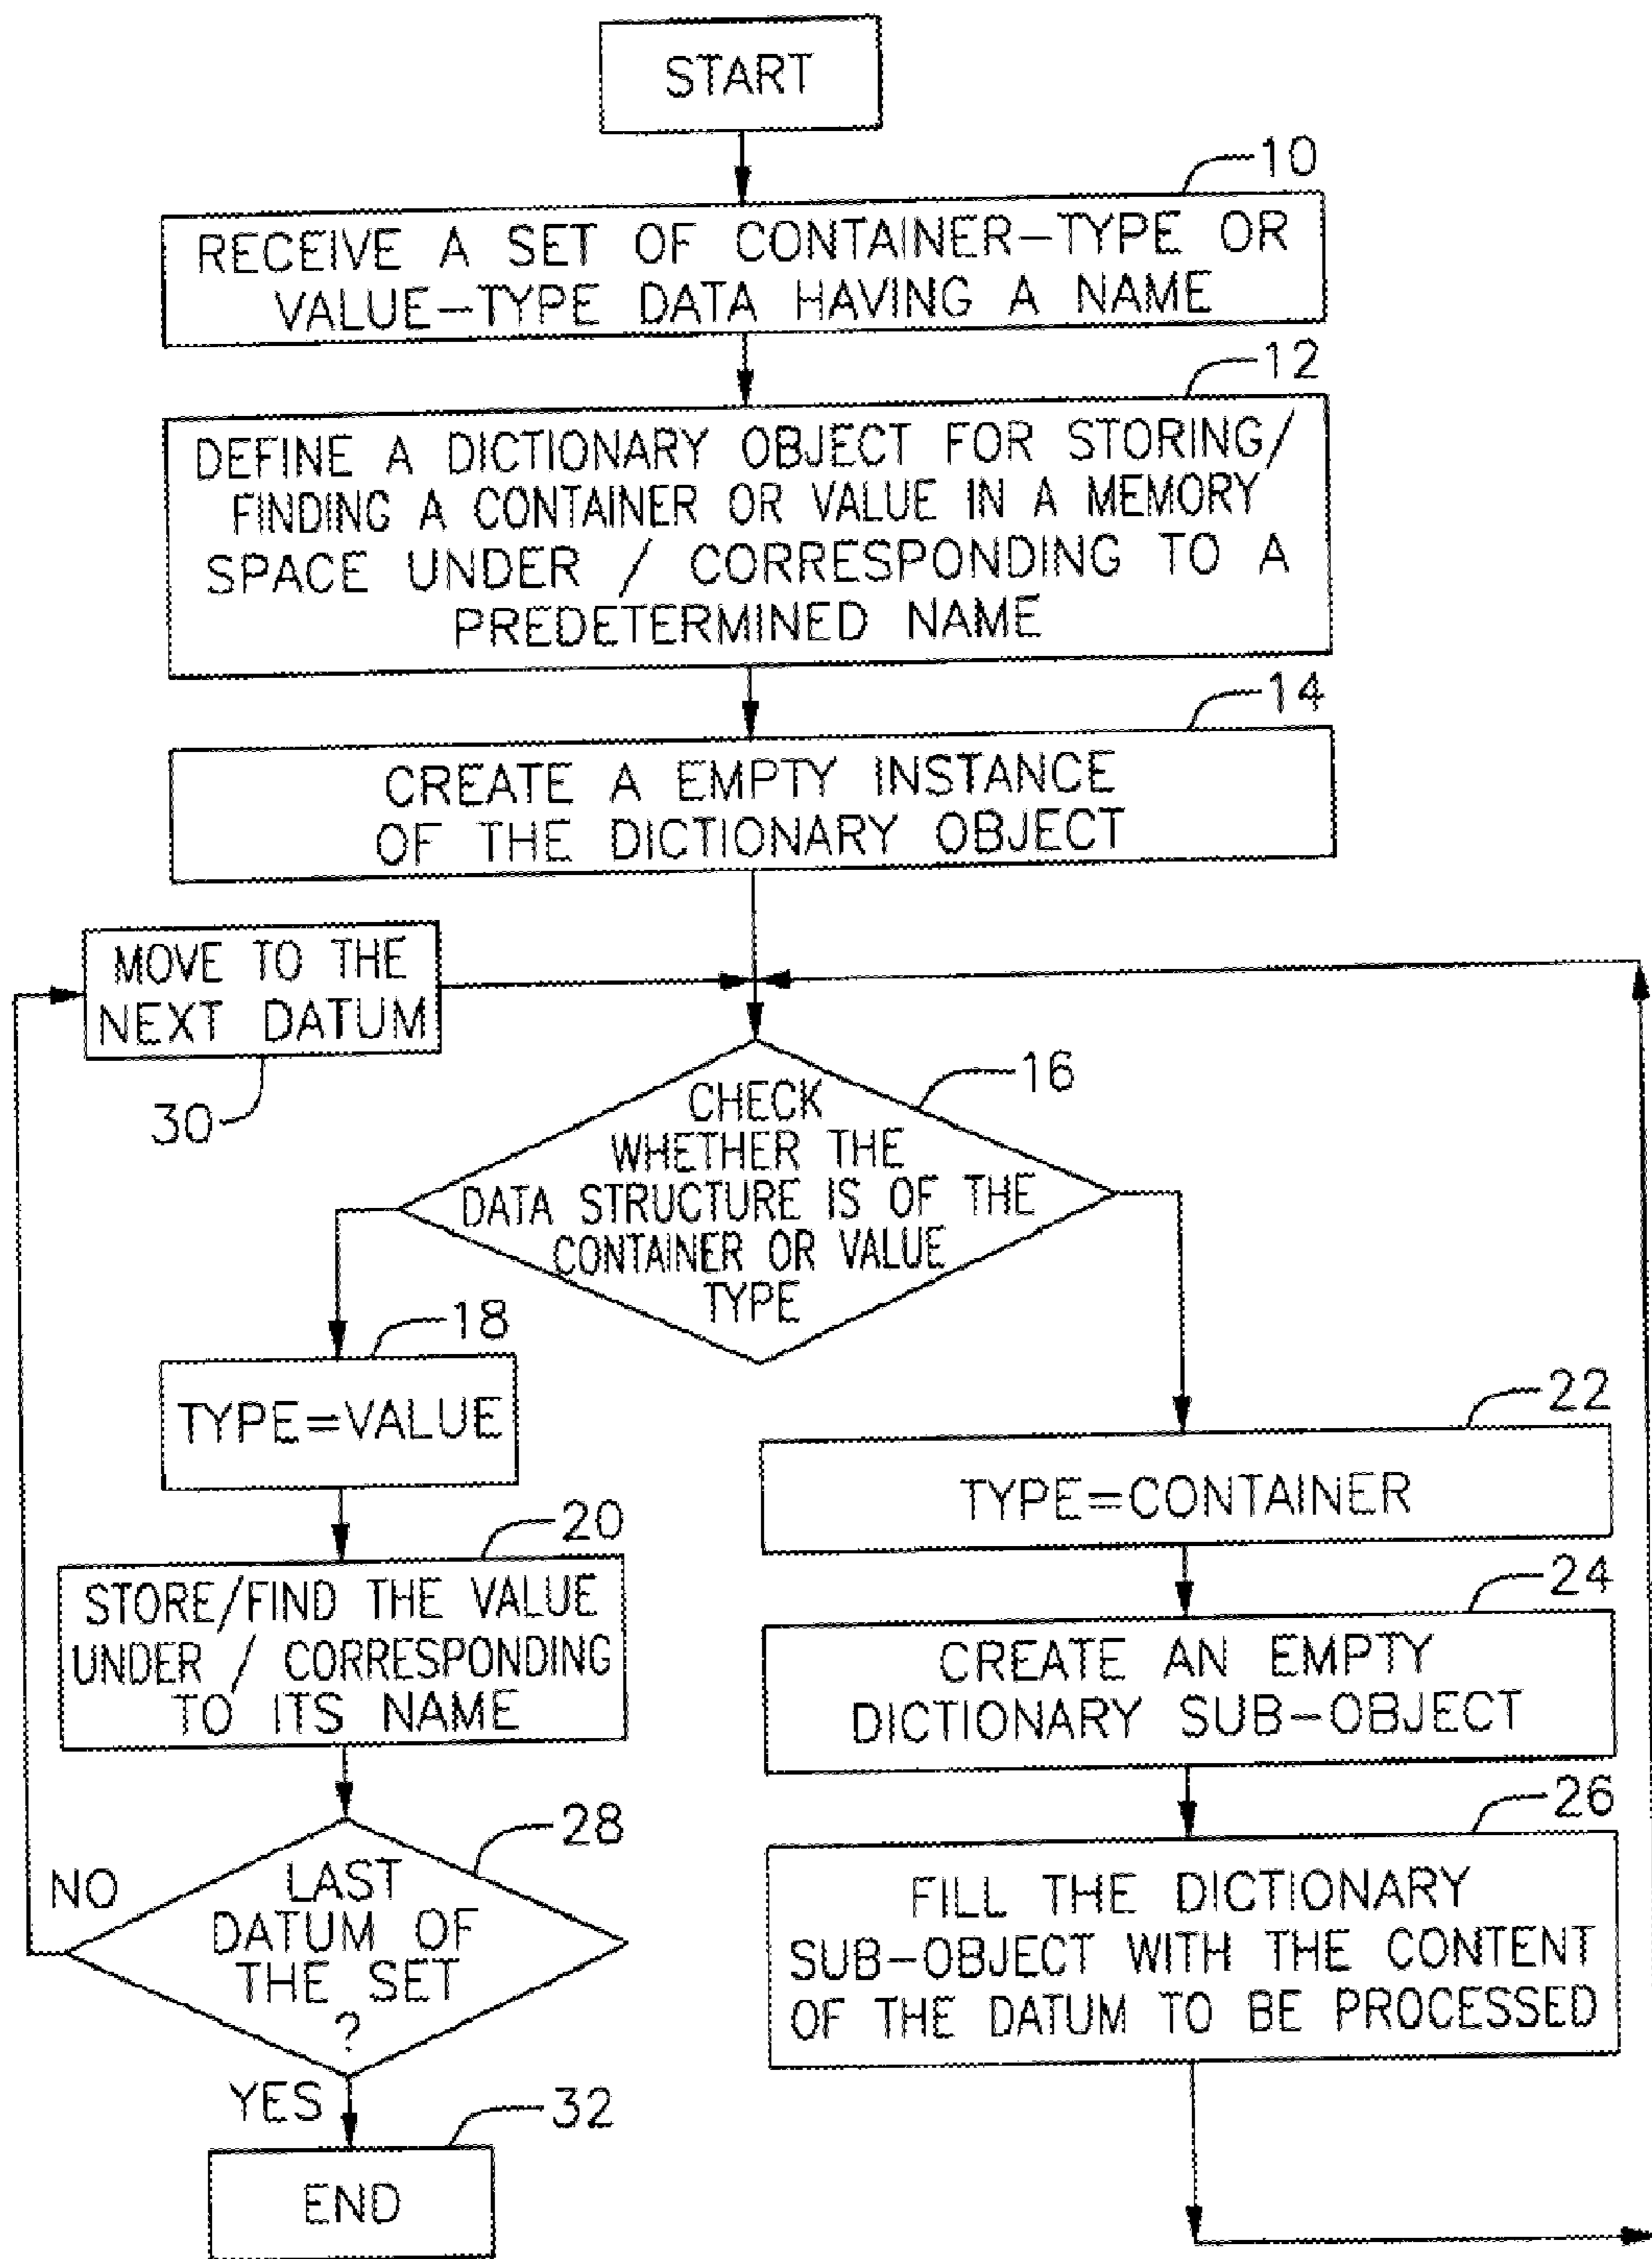 START
10
RECEIVE A SET OF CONTAINER-TYPE OR
VALUE-TYPE DATA HAVING A NAME
12
DEFINE A DICTIONARY OBJECT FOR STORING/
FINDING A CONTAINER OR VALUE IN A MEMORY
SPACE UNDER / CORRESPONDING TO A
PREDETERMINED NAME
14
CREATE A EMPTY INSTANCE
OF THE DICTIONARY OBJECT
MOVE TO THE
NEXT DATUM
30
16
CHECK
WHETHER THE
DATA STRUCTURE IS OF THE
CONTAINER OR VALUE
TYPE
18
TYPE=VALUE
20
STORE/FIND THE VALUE
UNDER / CORRESPONDING
TO ITS NAME
22
TYPE=CONTAINER
24
CREATE AN EMPTY
DICTIONARY SUB-OBJECT
26
FILL THE DICTIONARY
SUB-OBJECT WITH THE CONTENT
OF THE DATUM TO BE PROCESSED
28
NO
LAST
DATUM OF
THE SET
?
YES
32
END